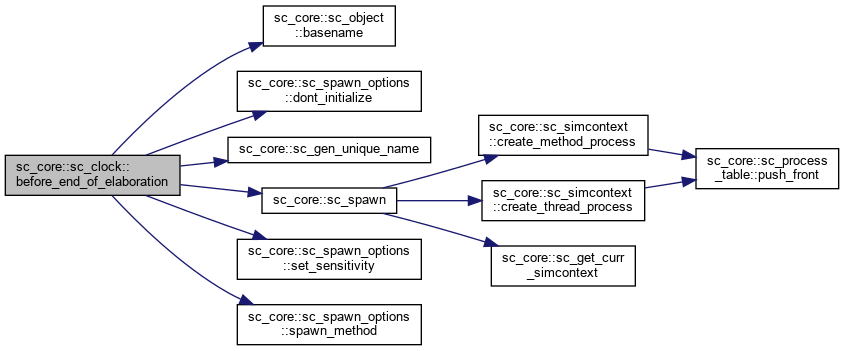 sc_core::sc_object
::basename
sc_core::sc_spawn_options
::dont_initialize
sc_core::sc_gen_unique_name
sc_core::sc_clock::
before_end_of_elaboration
sc_core::sc_spawn
sc_core::sc_spawn_options
::set_sensitivity
sc_core::sc_spawn_options
::spawn_method
sc_core::sc_simcontext
::create_method_process
sc_core::sc_simcontext
::create_thread_process
sc_core::sc_get_curr
_simcontext
sc_core::sc_process
_table::push_front